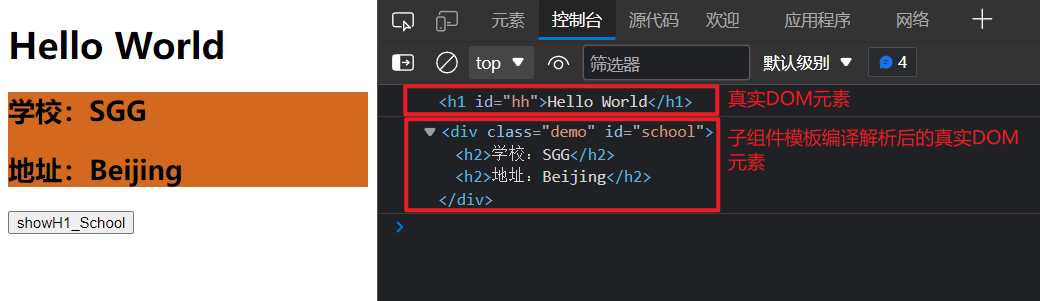 Hello World
学校：SGG
地址：Beijing
showH1_School
元素 控制台 源代码 欢迎 应用程序 网络
top 筛选器 默认级别 4
<h1 id="hh">Hello World</h1>
真实DOM元素
<div class="demo" id="school">
<h2>学校：SGG</h2>
<h2>地址：Beijing</h2>
</div>
子组件模板编译解析后的真实DOM
元素